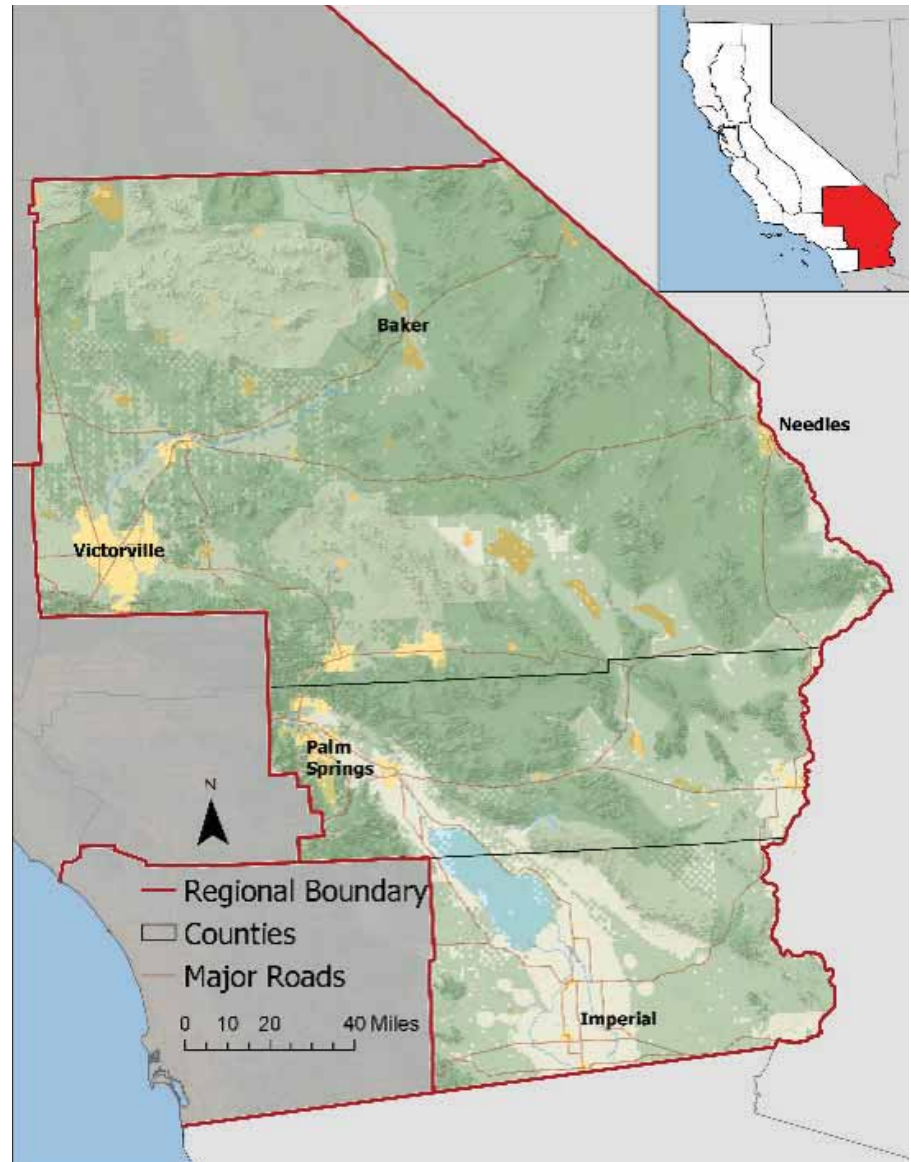 Baker
Needles
Victorville
Palm
Springs
N
Regional Boundary
Counties
Major Roads
0 10 20 40 Miles
Imperial